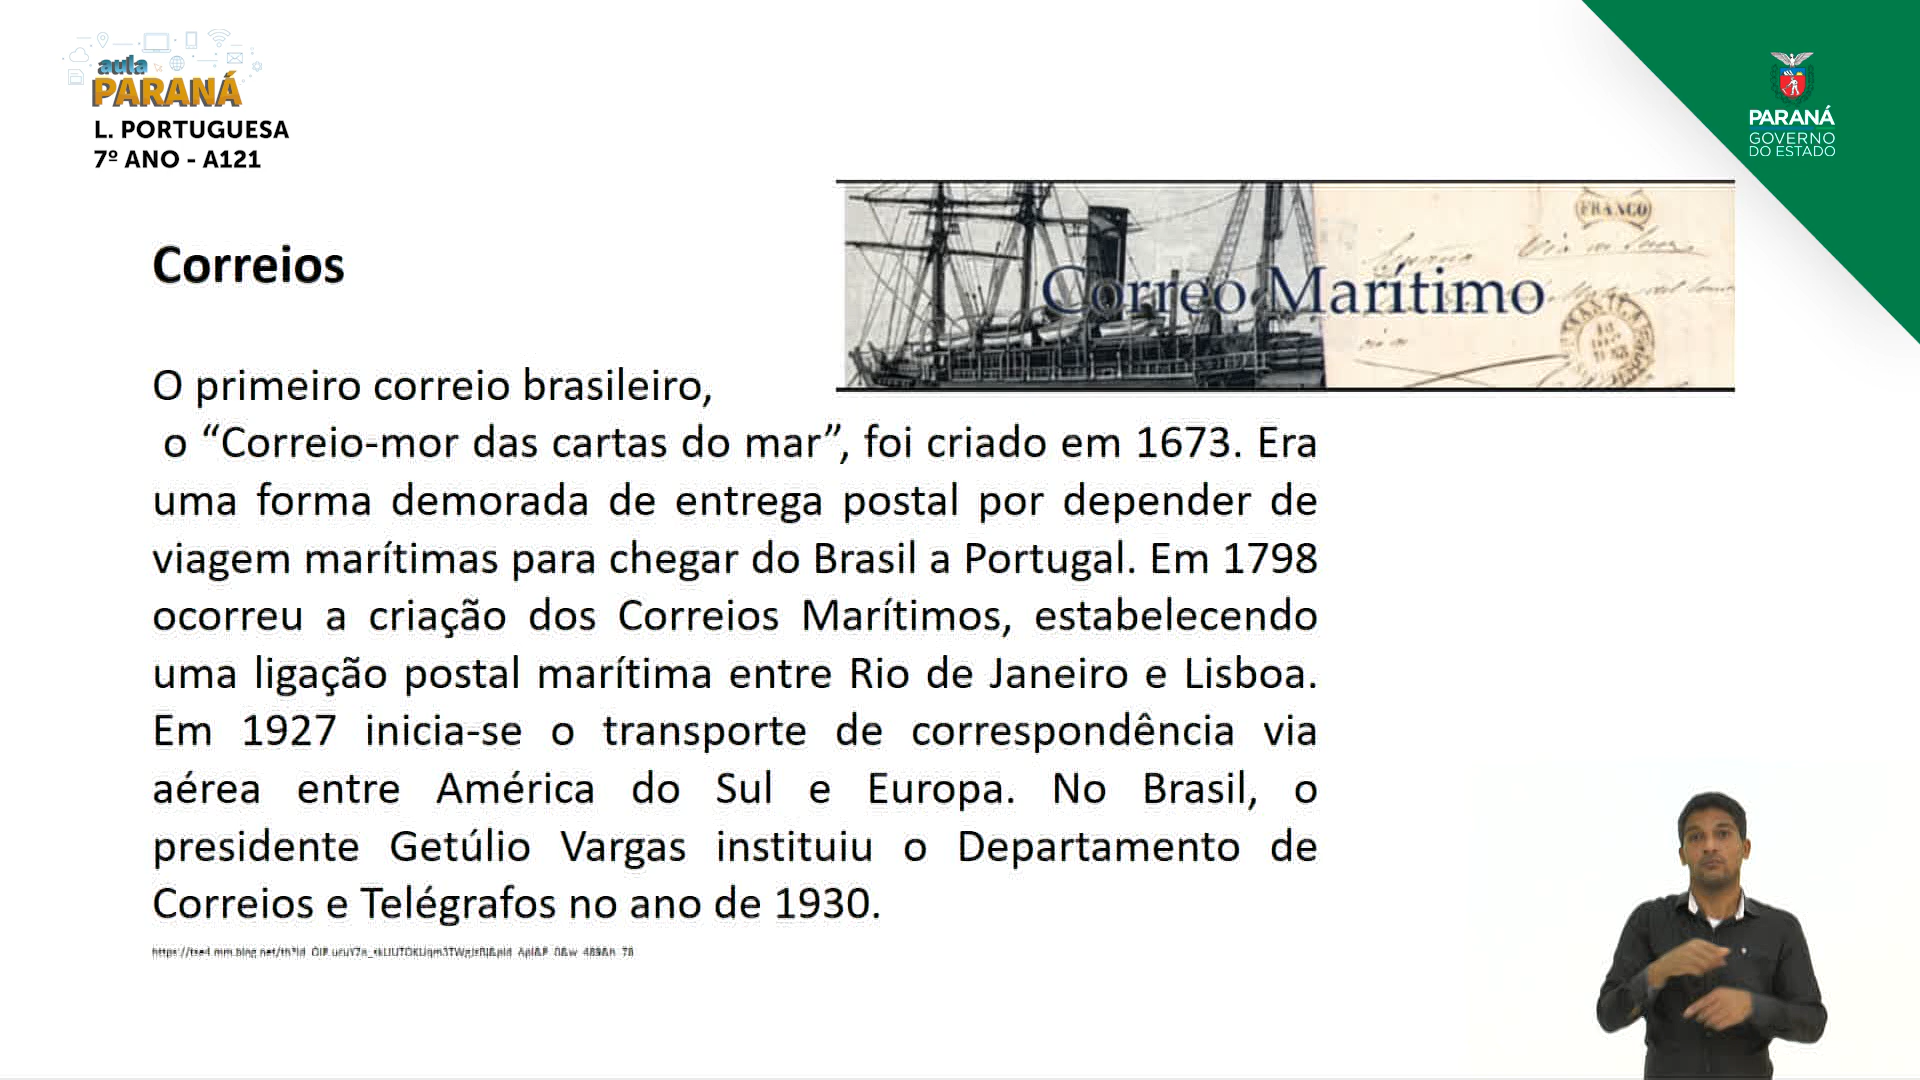 aula
PARANÁ
L. PORTUGUESA
7º ANO - A121
PARANÁ
GOVERNO
DO ESTADO
FRANCO
Correo Marítimo
Correios
O primeiro correio brasileiro,
o “Correio-mor das cartas do mar”, foi criado em 1673. Era
uma forma demorada de entrega postal por depender de
viagem marítimas para chegar do Brasil a Portugal. Em 1798
ocorreu a criação dos Correios Marítimos, estabelecendo
uma ligação postal marítima entre Rio de Janeiro e Lisboa.
Em 1927 inicia-se o transporte de correspondência via
aérea entre América do Sul e Europa. No Brasil, o
presidente Getúlio Vargas instituiu o Departamento de
Correios e Telégrafos no ano de 1930.